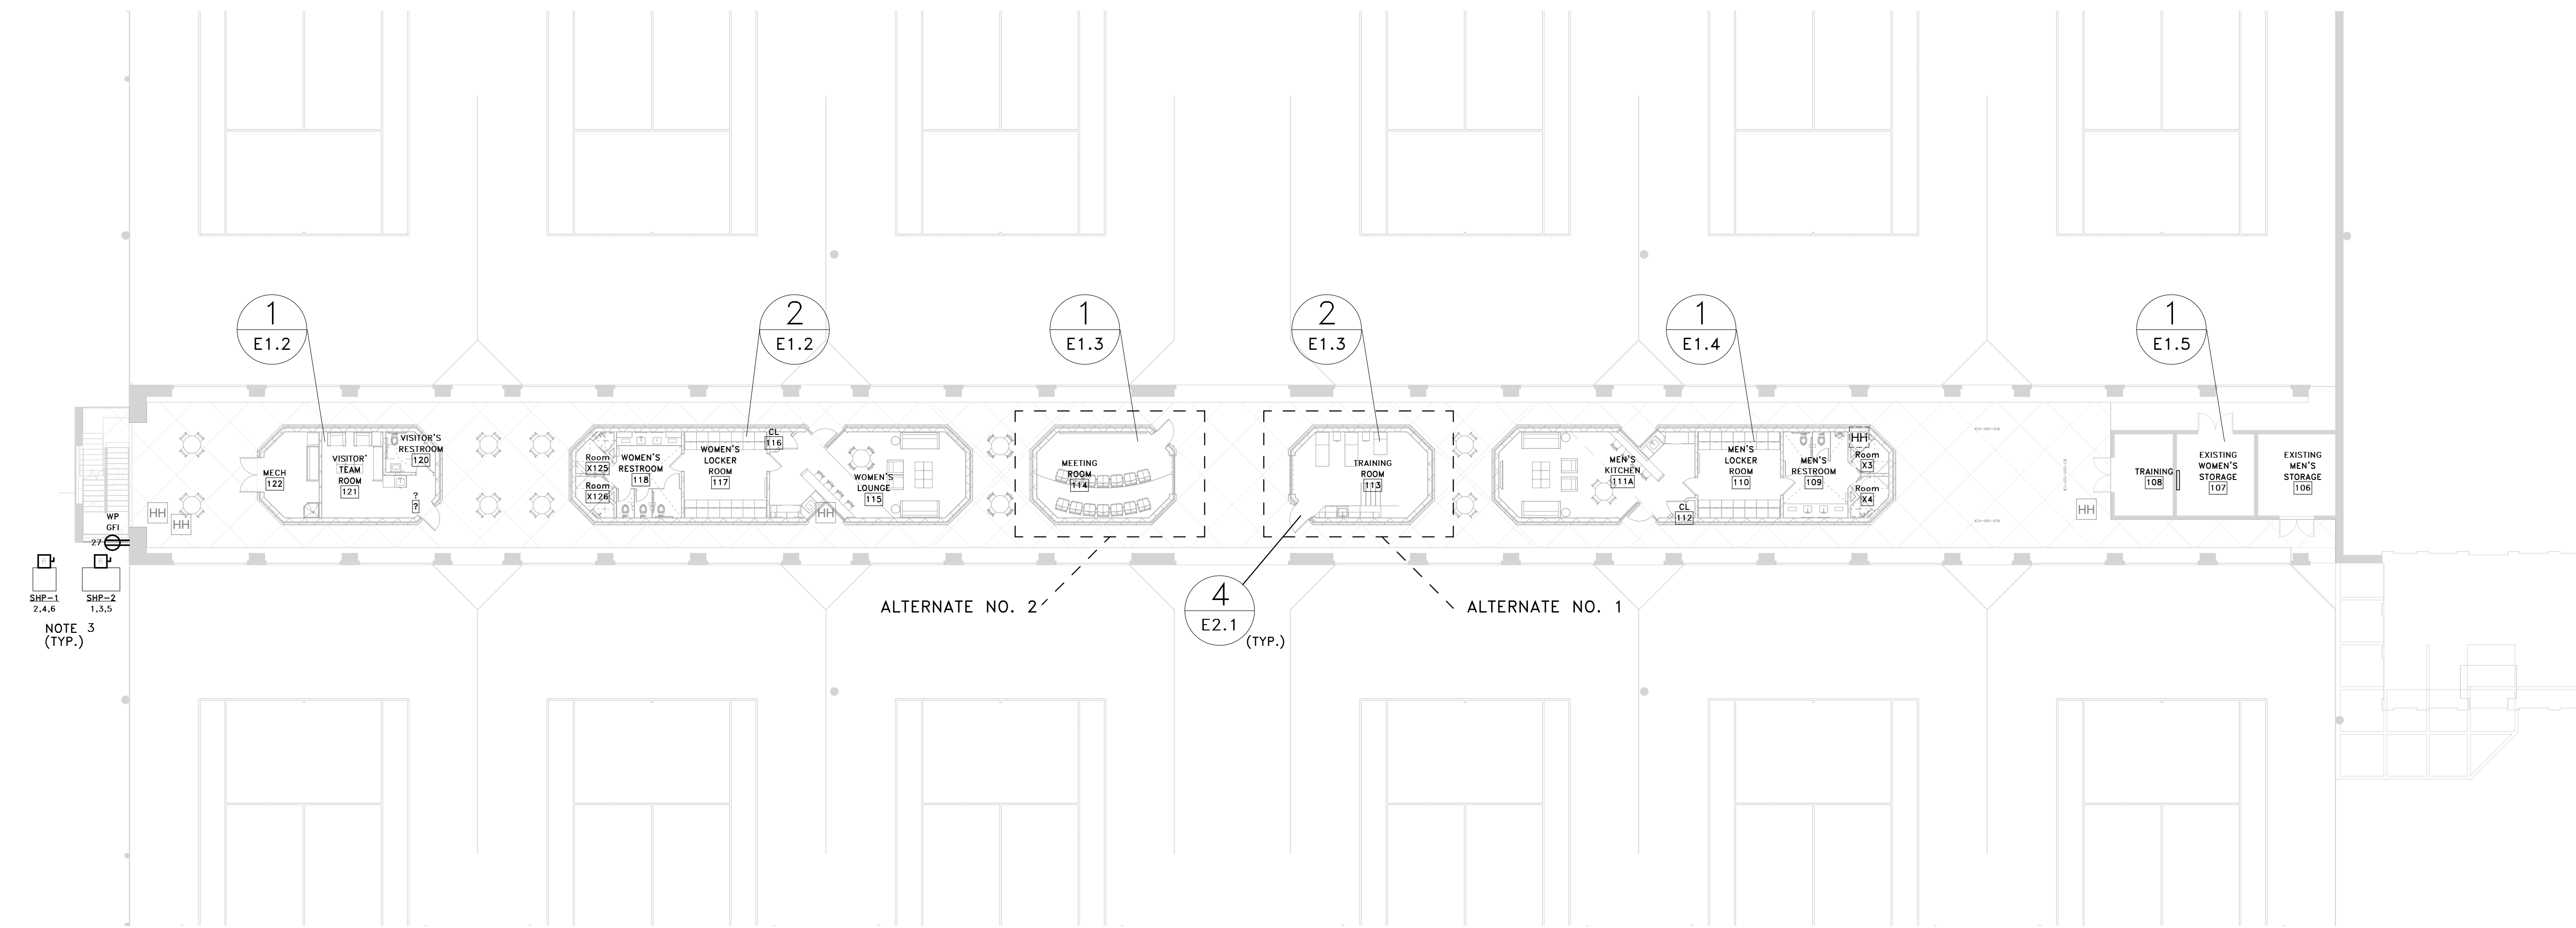 1
E1.2
2
E1.2
1
E1.3
2
E1.3
1
E1.4
1
E1.5
MECH
122
VISITOR'
TEAM
ROOM
121
VISITOR'S
RESTROOM
120
?
?
Room
X125
Room
X126
WOMEN'S
RESTROOM
118
WOMEN'S
LOCKER
ROOM
117
CL
116
WOMEN'S
LOUNGE
115
HH
MEETING
ROOM
114
TRAINING
ROOM
113
MEN'S
KITCHEN
111A
CL
112
MEN'S
LOCKER
ROOM
110
MEN'S
RESTROOM
109
HH
Room
X3
Room
X4
HH
TRAINING
108
EXISTING
WOMEN'S
STORAGE
107
EXISTING
MEN'S
STORAGE
106
HH
HH
WP
GFI
27
SHP-1
2,4,6
SHP-2
1,3,5
NOTE 3
(TYP.)
ALTERNATE NO. 2
4
E2.1
(TYP.)
ALTERNATE NO. 1